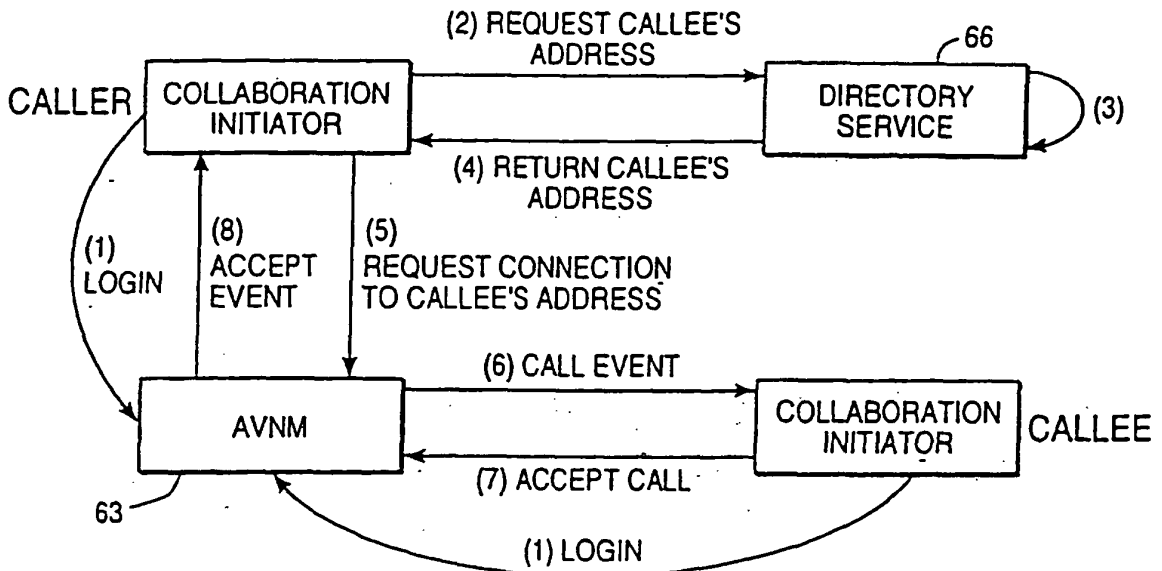 (2) REQUEST CALLEE'S
ADDRESS
66
CALLER
COLLABORATION
INITIATOR
DIRECTORY
SERVICE
(3)
(4) RETURN CALLEE'S
ADDRESS
(1)
LOGIN
(8)
ACCEPT
EVENT
(5)
REQUEST CONNECTION
TO CALLEE'S ADDRESS
(6) CALL EVENT
AVNM
COLLABORATION
INITIATOR
CALLEE
(7) ACCEPT CALL
63
(1) LOGIN